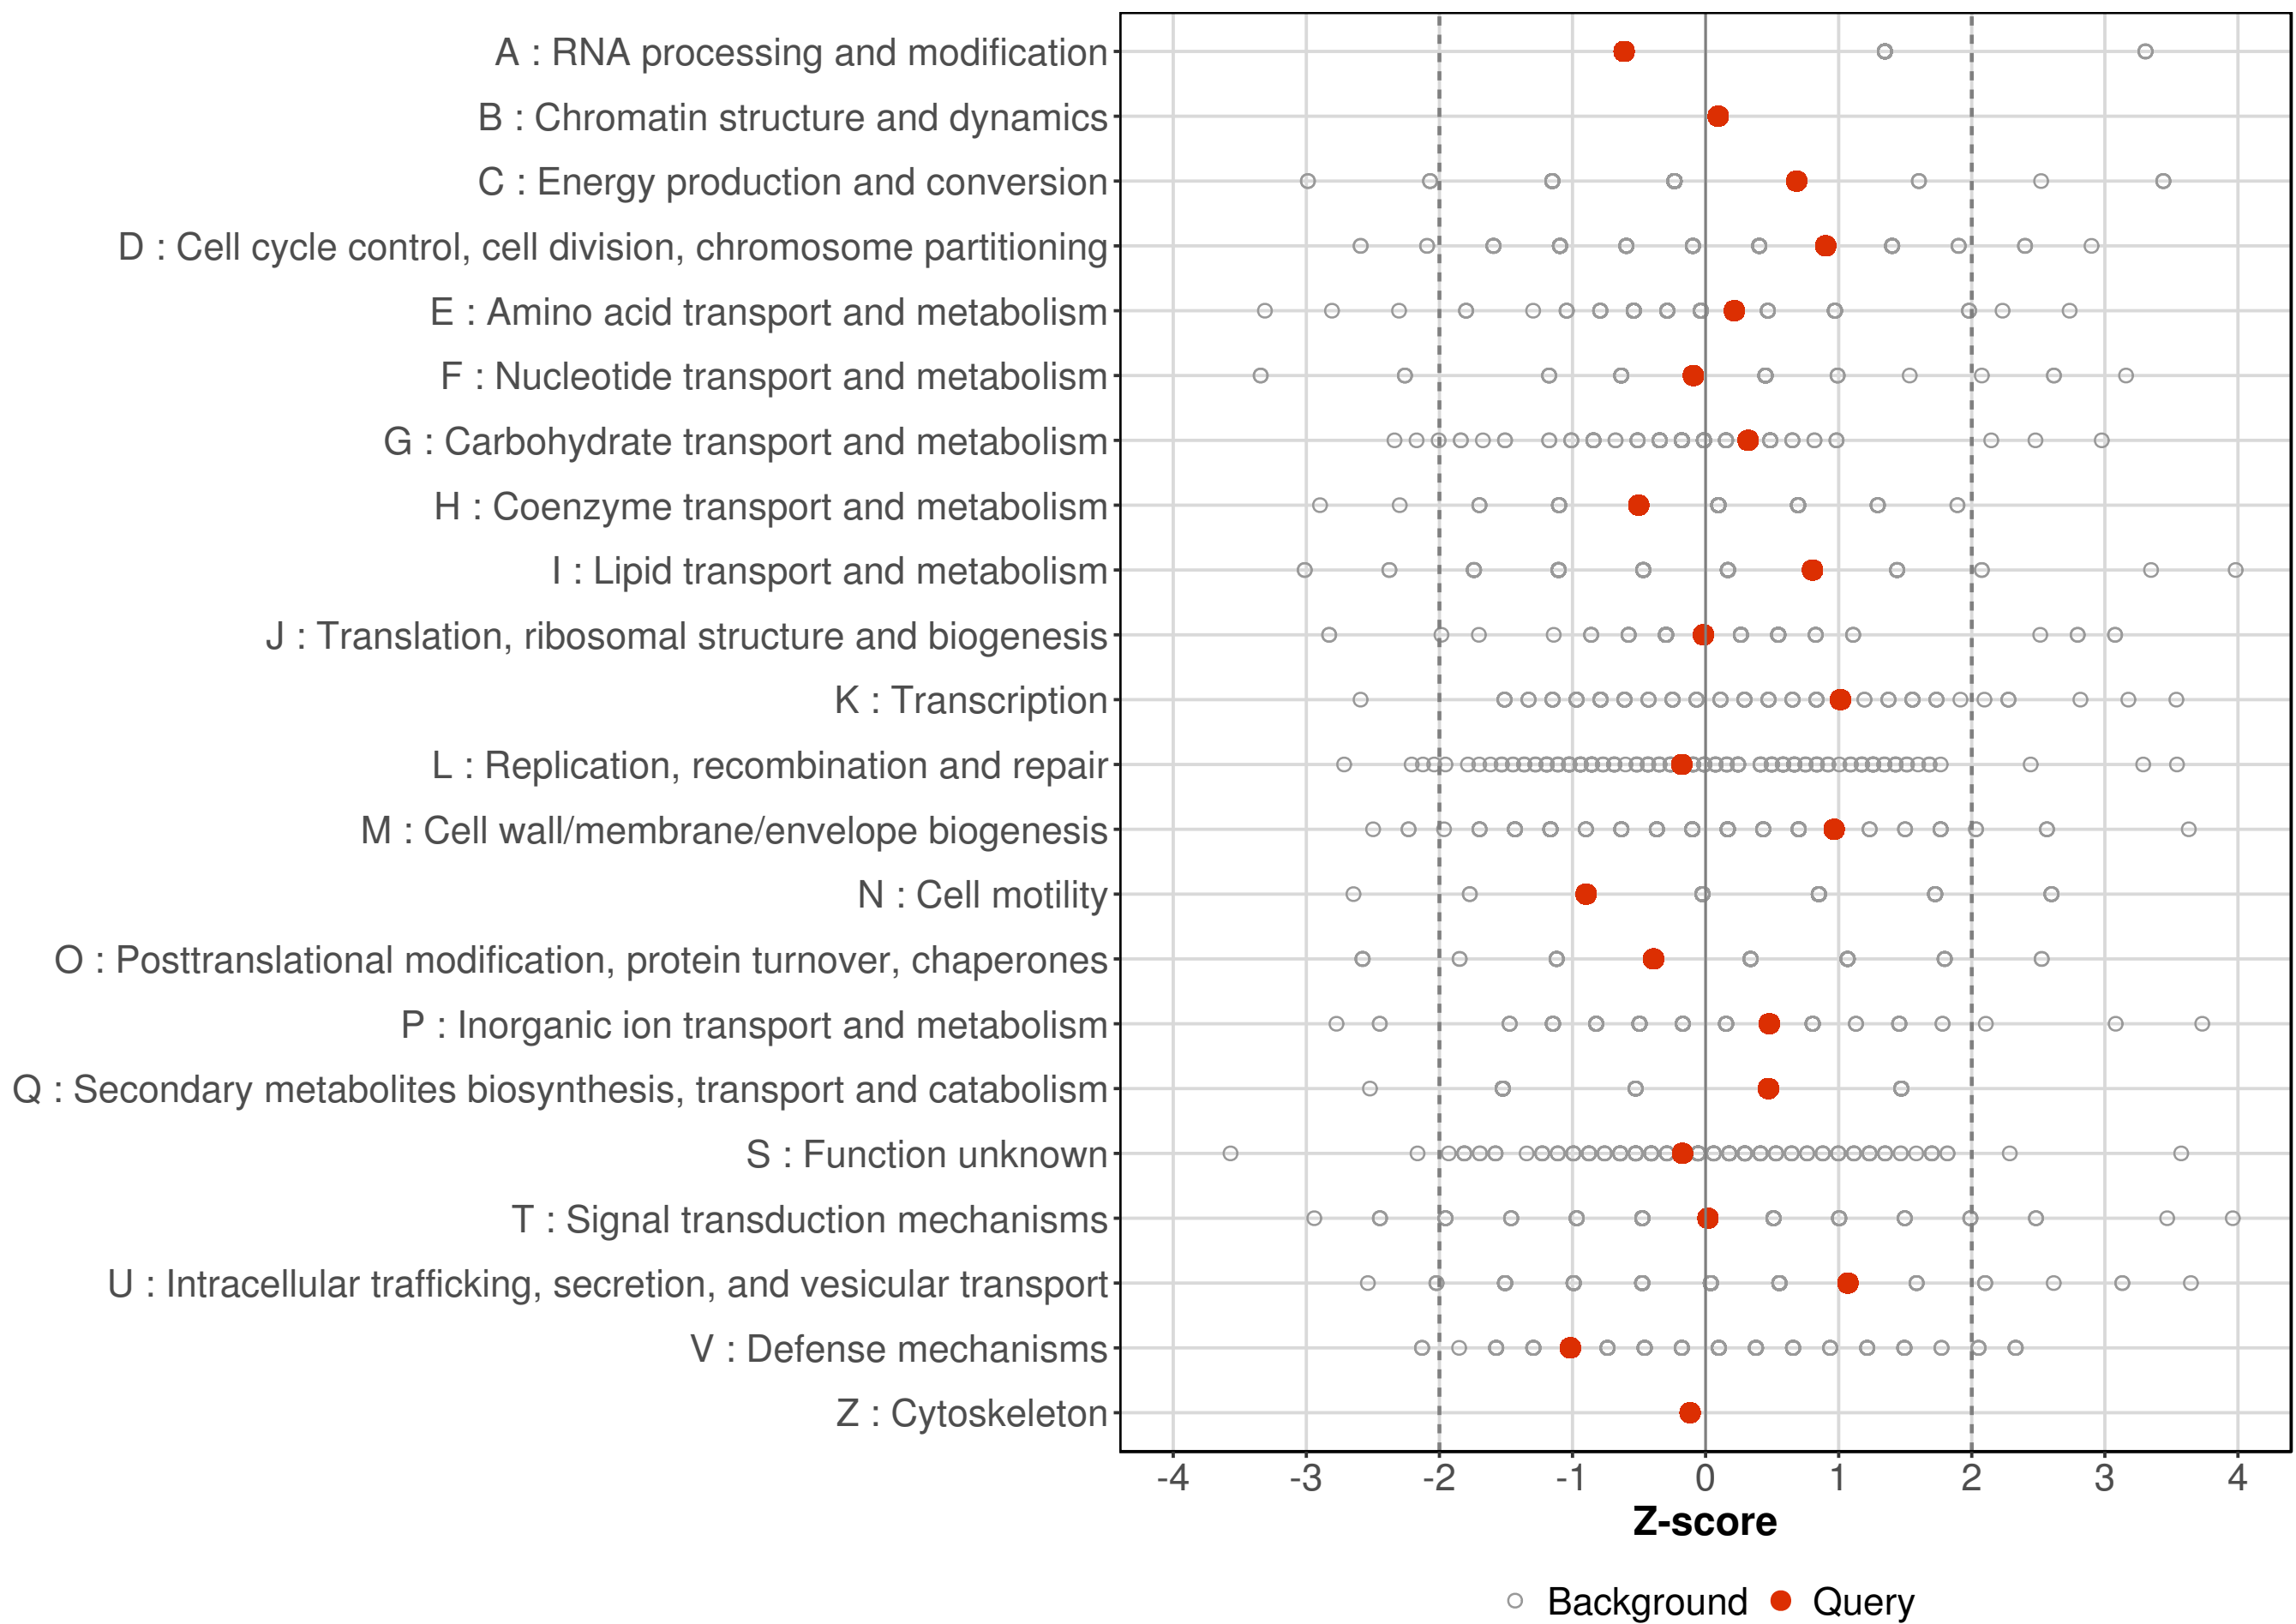 A : RNA processing and modification
B : Chromatin structure and dynamics
C : Energy production and conversion
D : Cell cycle control, cell division, chromosome partitioning
E : Amino acid transport and metabolism
F : Nucleotide transport and metabolism
G : Carbohydrate transport and metabolism
H : Coenzyme transport and metabolism
I : Lipid transport and metabolism
J : Translation, ribosomal structure and biogenesis
K : Transcription
L : Replication, recombination and repair
M : Cell wall/membrane/envelope biogenesis
N : Cell motility
O : Posttranslational modification, protein turnover, chaperones
P : Inorganic ion transport and metabolism
Q : Secondary metabolites biosynthesis, transport and catabolism
S : Function unknown
T : Signal transduction mechanisms
U : Intracellular trafficking, secretion, and vesicular transport
V : Defense mechanisms
Z : Cytoskeleton
-4 -3 -2 -1 0 1 2 3 4
Z-score
Background Query